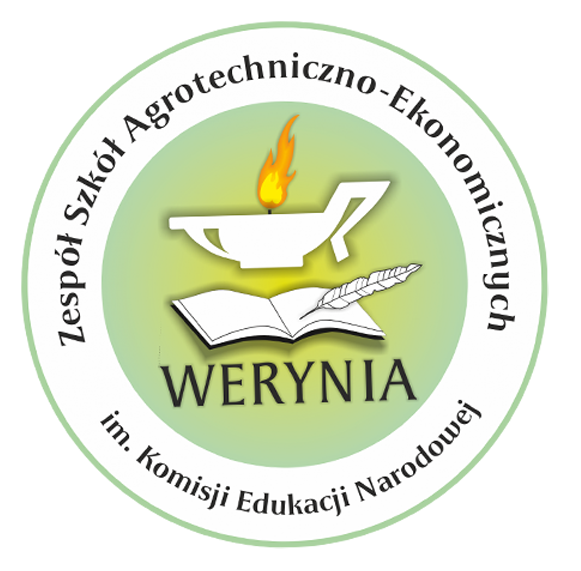 Zespół Szkół Agrotechniczno-Ekonomicznych
WERYNIA
im. Komisji Edukacji Narodowej